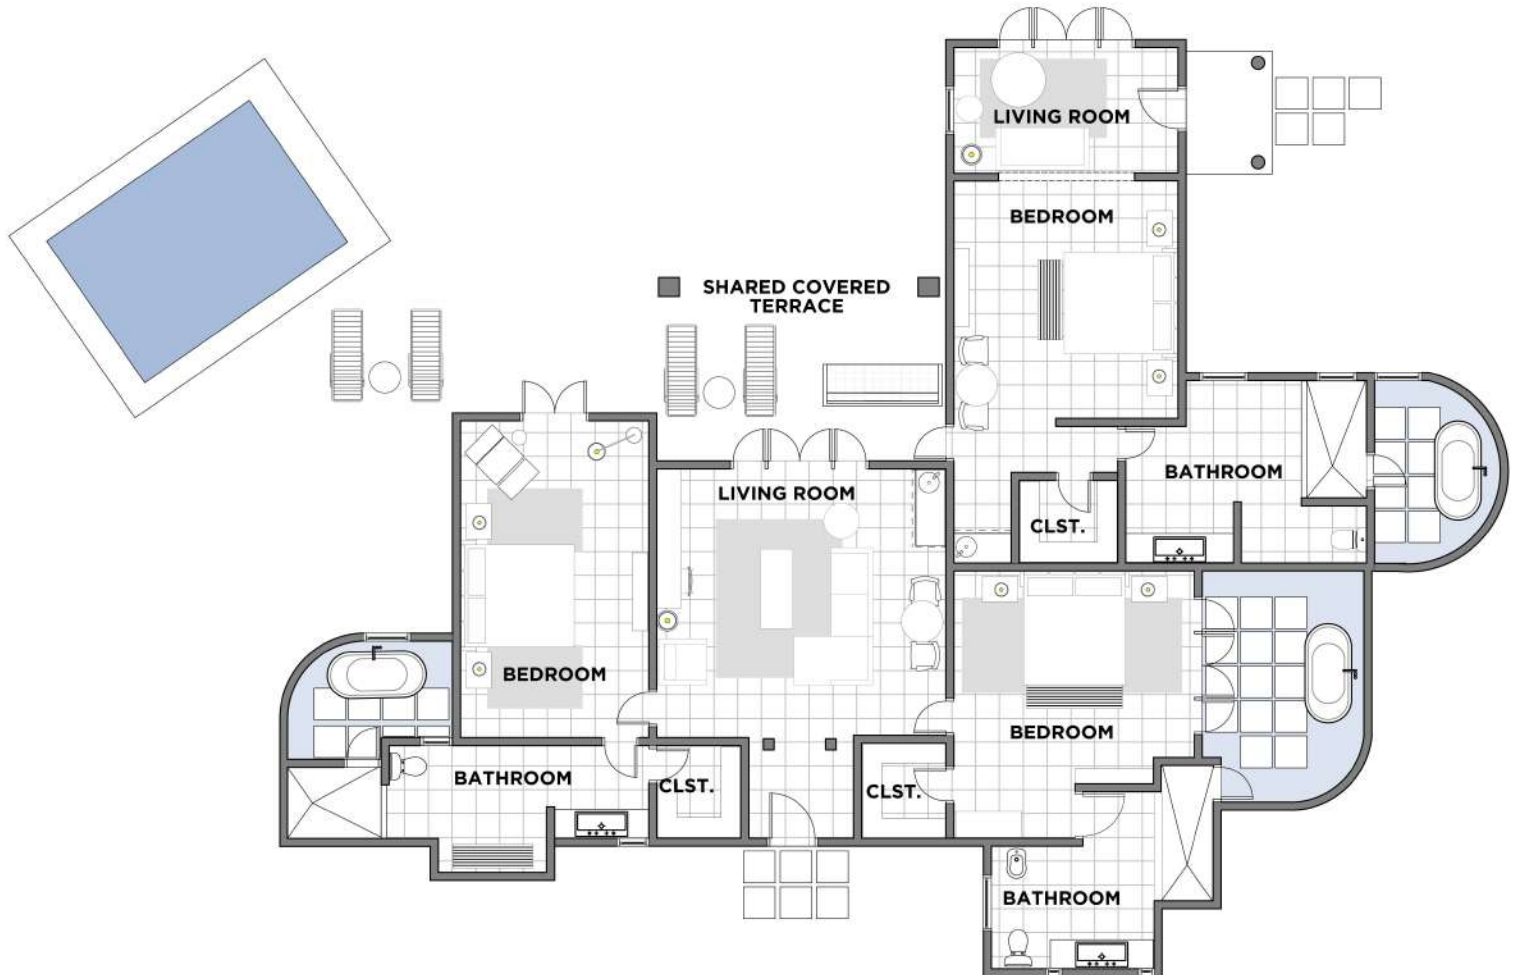 LIVING ROOM
BEDROOM
SHARED COVERED
TERRACE
BATHROOM
LIVING ROOM
CLST.
BEDROOM
BEDROOM
BATHROOM
CLST.
CLST.
BATHROOM